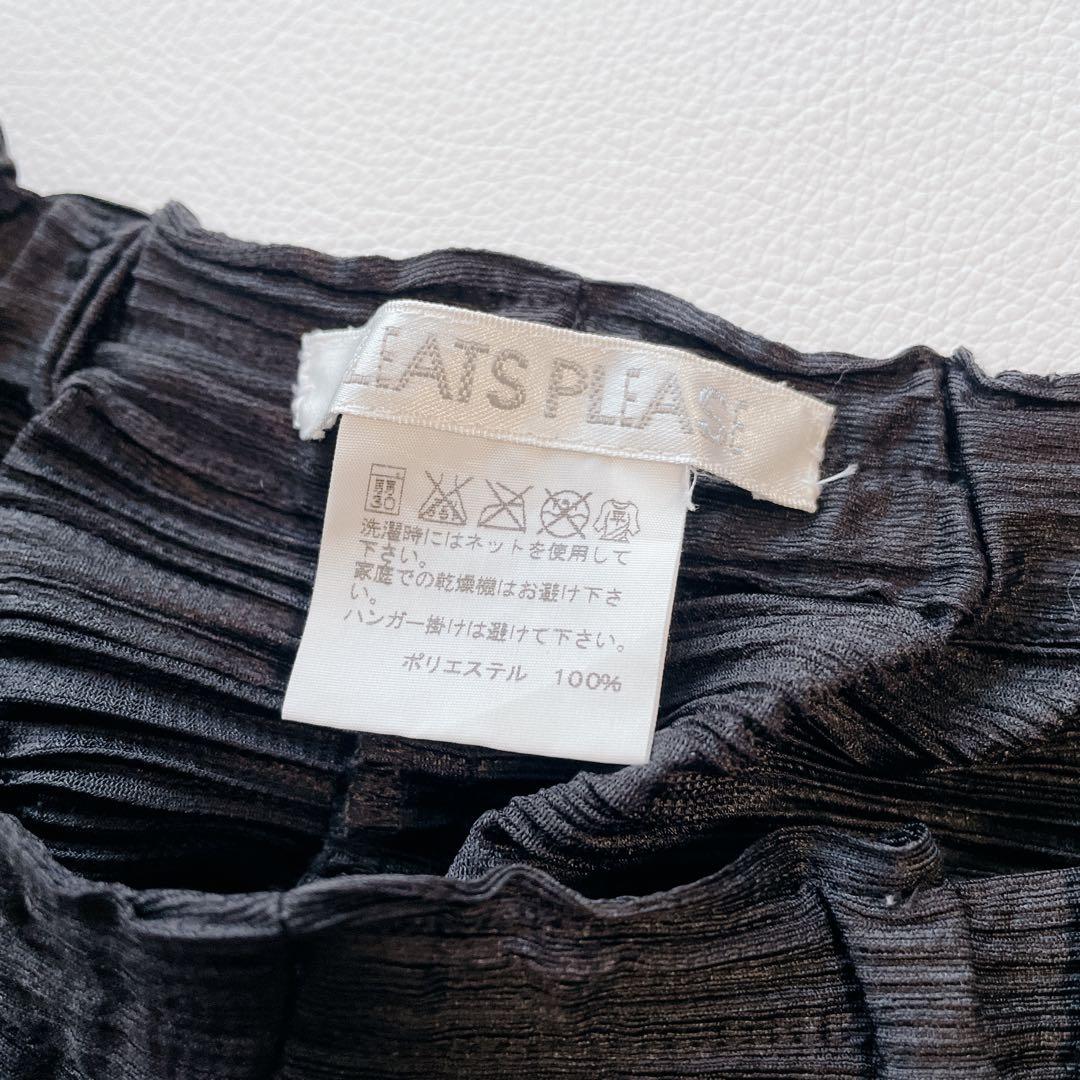 LEATS PLEASE
洗濯時にはネットを使用して
下さい。
家庭での乾燥機はお避け下さ
い。
ハンガー掛けは避けて下さい。
ポリエステル 100%